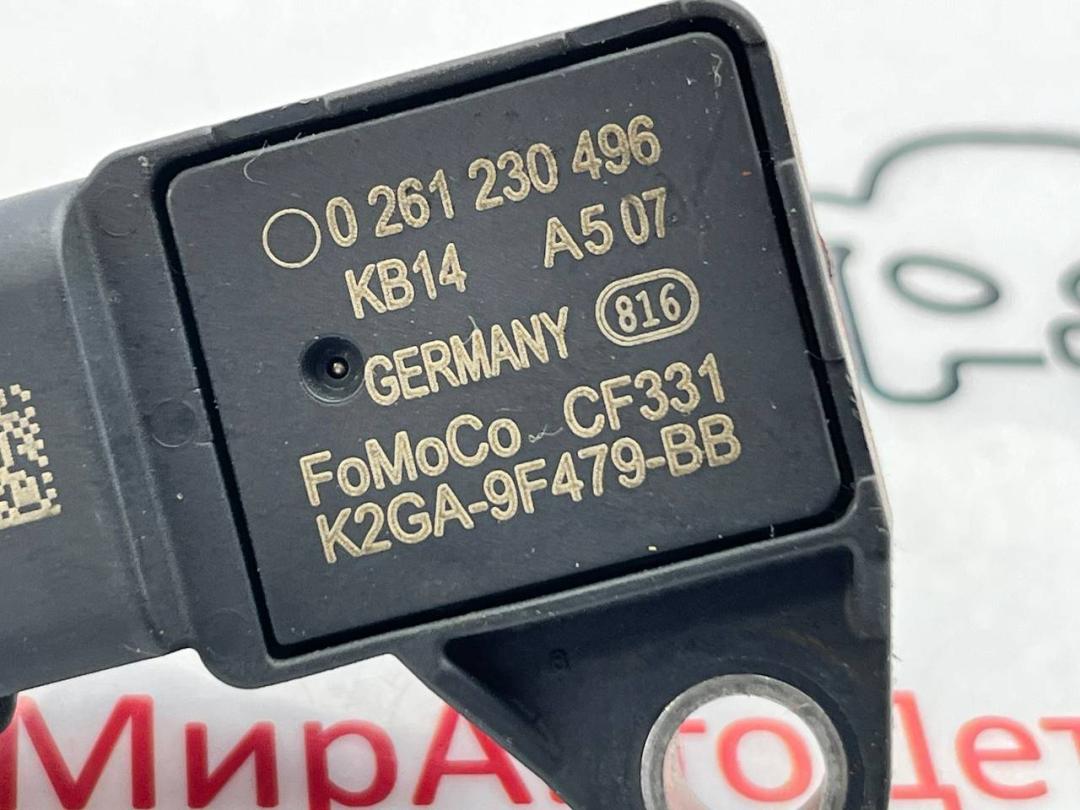 0 261 230 496
KB14 A5 07
GERMANY 816
FoMoCo CF331
K2GA-9F479-BB